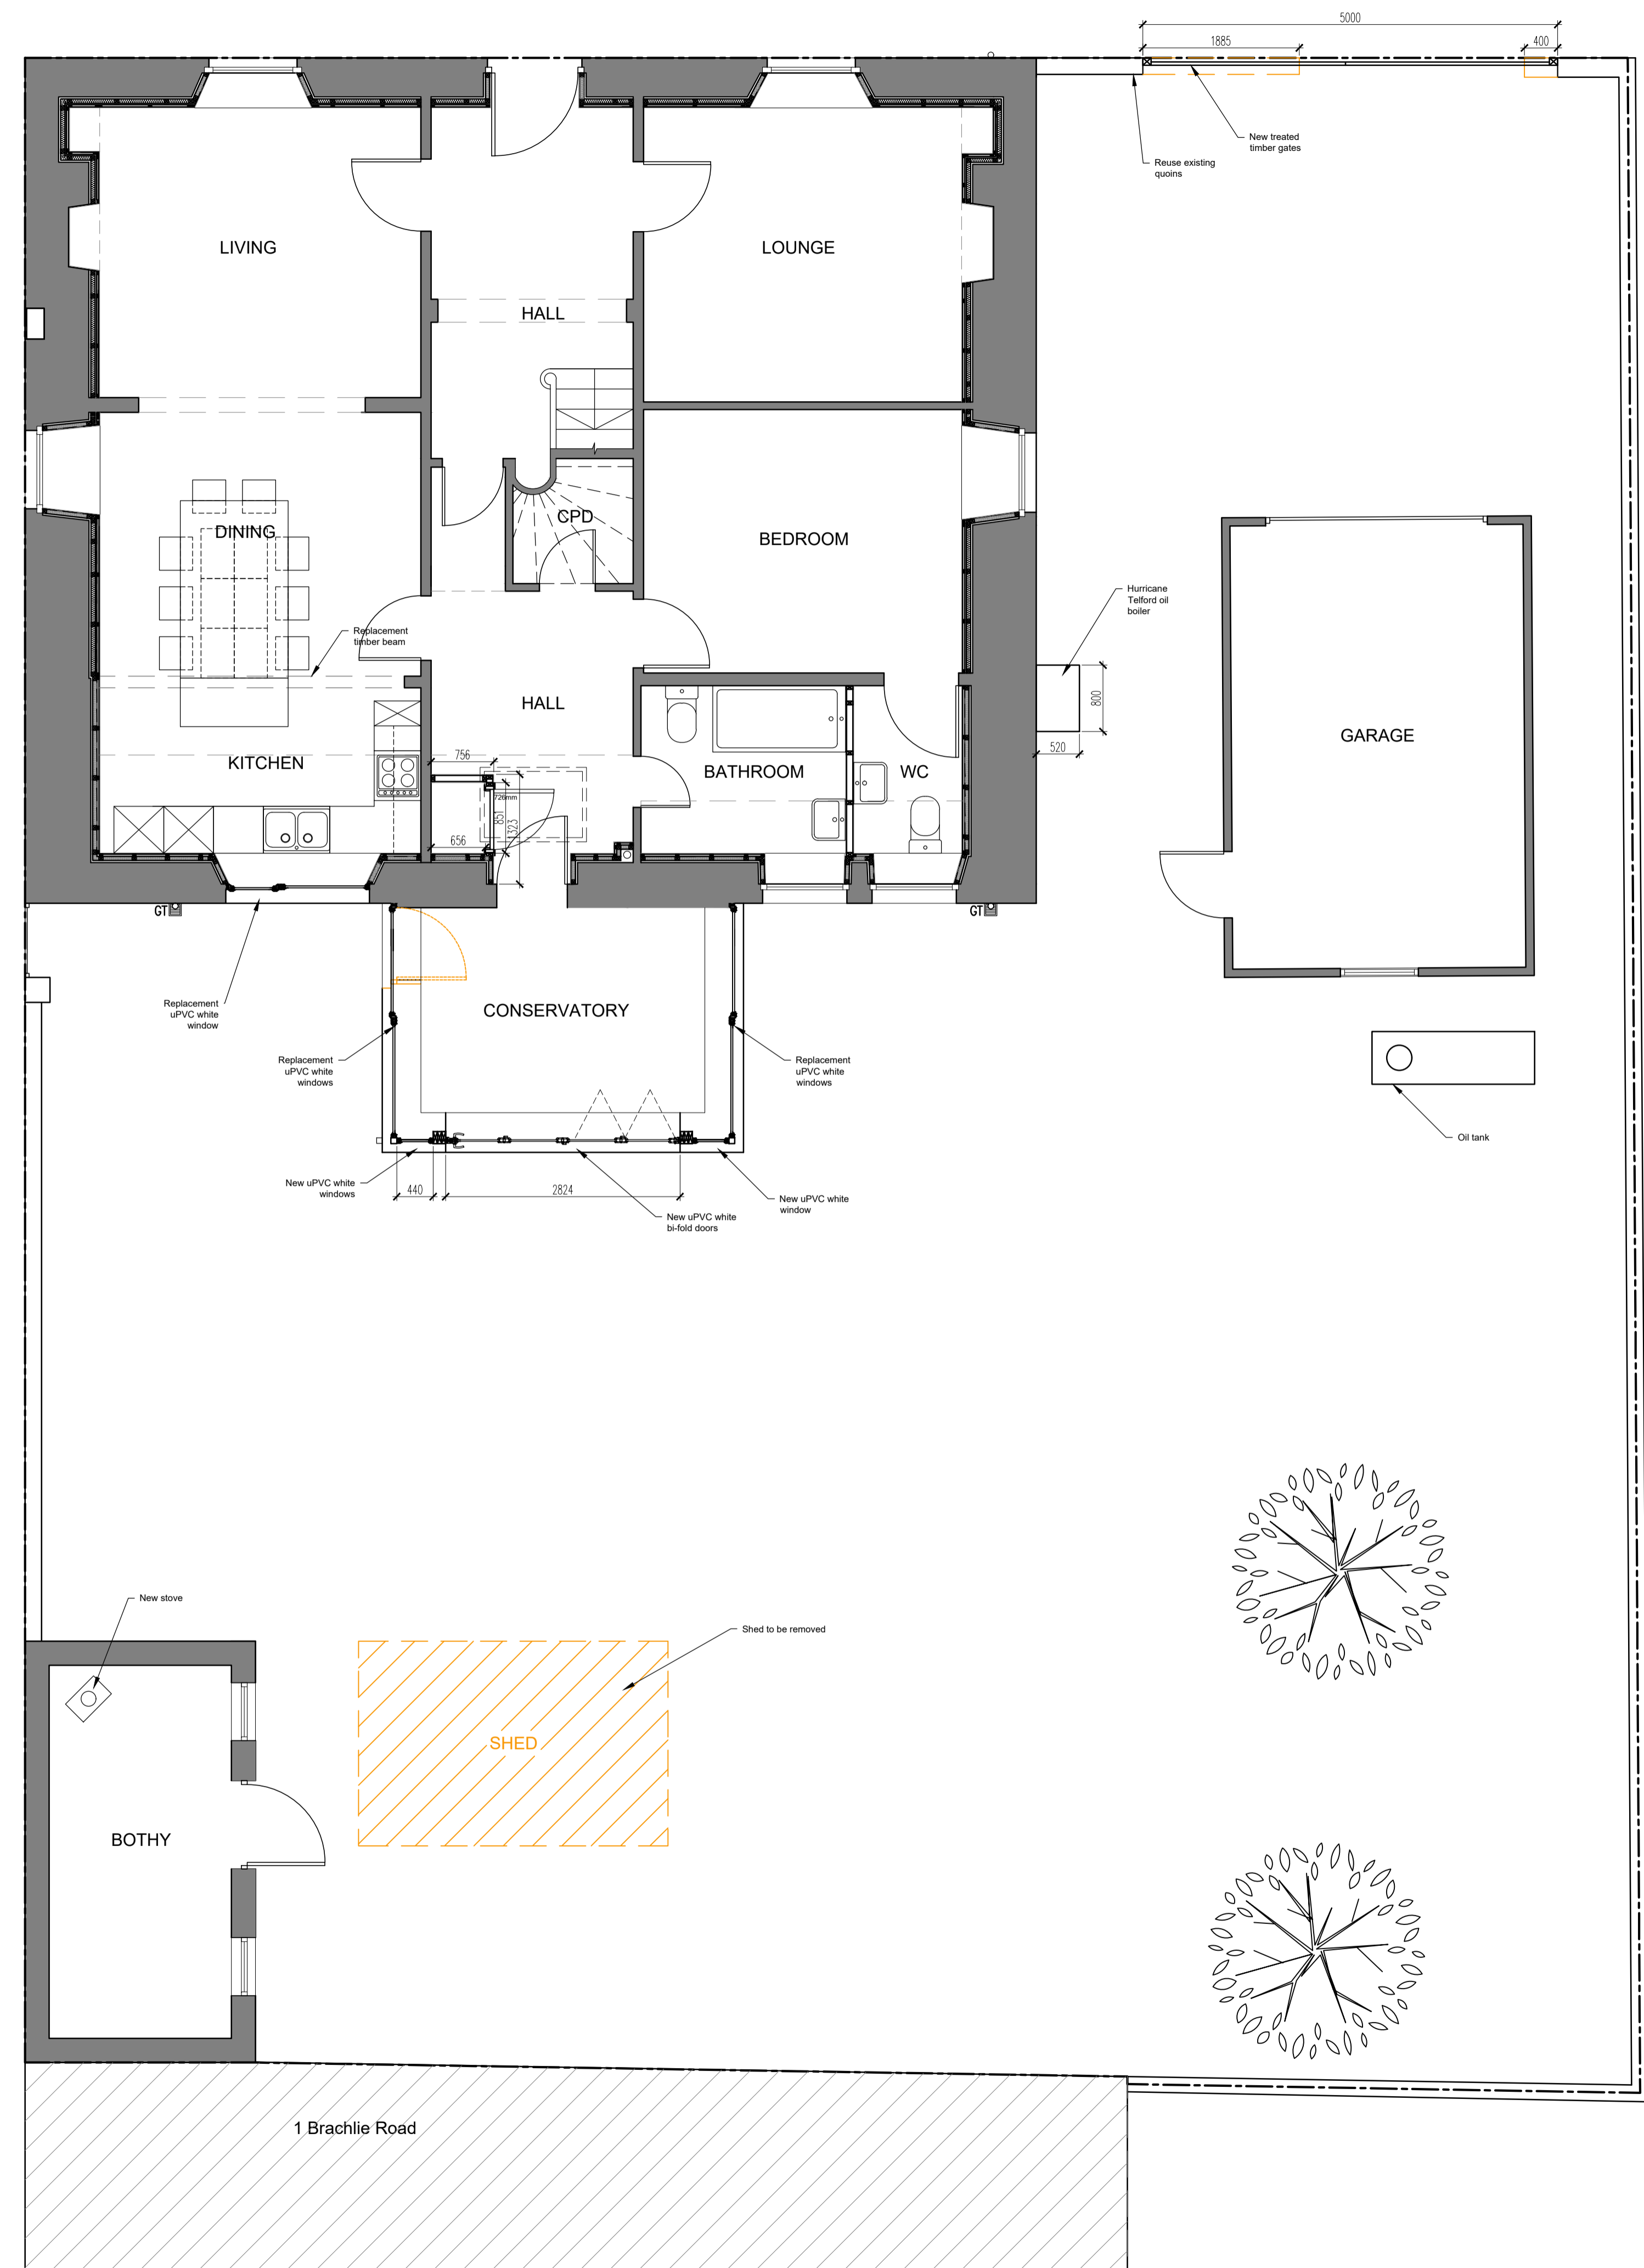 5000
1885
400
New treated
timber gates
Reuse existing
quoins
LIVING
LOUNGE
HALL
DINING
CPD
BEDROOM
Hurricane
Telford oil
boiler
Replacement
timber beam
800
520
HALL
GARAGE
KITCHEN
756
BATHROOM
WC
726mm
851
1323
656
GT
GT
Replacement
uPVC white
window
CONSERVATORY
Replacement
uPVC white
windows
Replacement
uPVC white
windows
Oil tank
New uPVC white
windows
440
2824
New uPVC white
window
New uPVC white
bi-fold doors
New stove
Shed to be removed
SHED
BOTHY
1 Brachlie Road